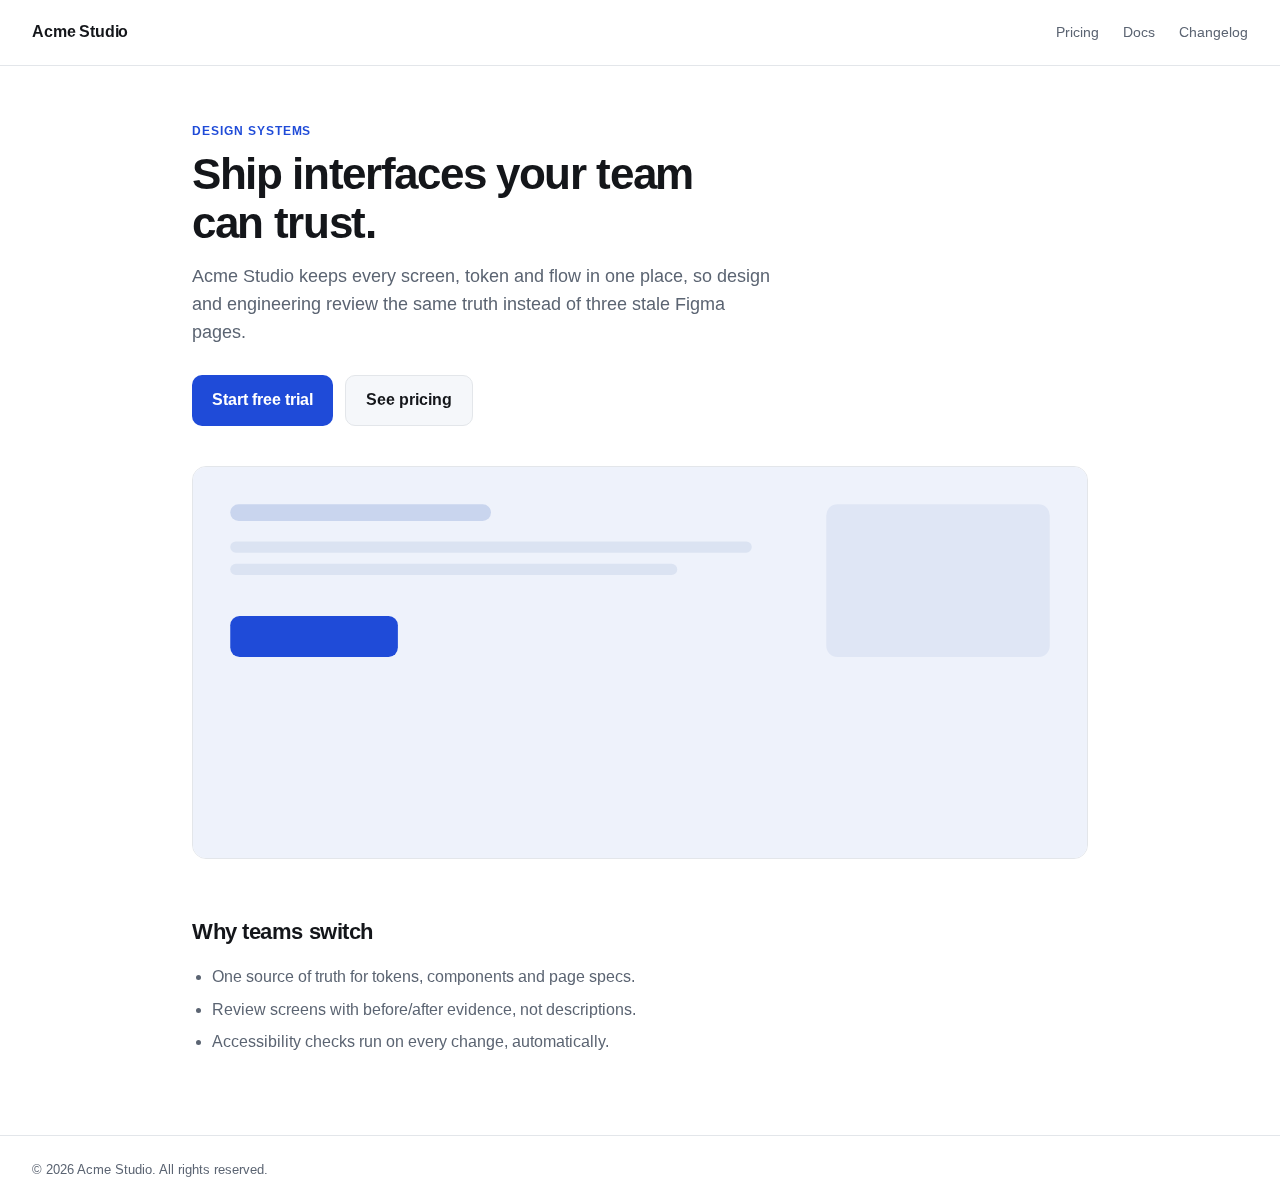 Acme Studio
Pricing
Docs
Changelog
DESIGN SYSTEMS
Ship interfaces your team
can trust.
Acme Studio keeps every screen, token and flow in one place, so design
and engineering review the same truth instead of three stale Figma
pages.
Start free trial
See pricing
Why teams switch
• One source of truth for tokens, components and page specs.
• Review screens with before/after evidence, not descriptions.
• Accessibility checks run on every change, automatically.
© 2026 Acme Studio. All rights reserved.